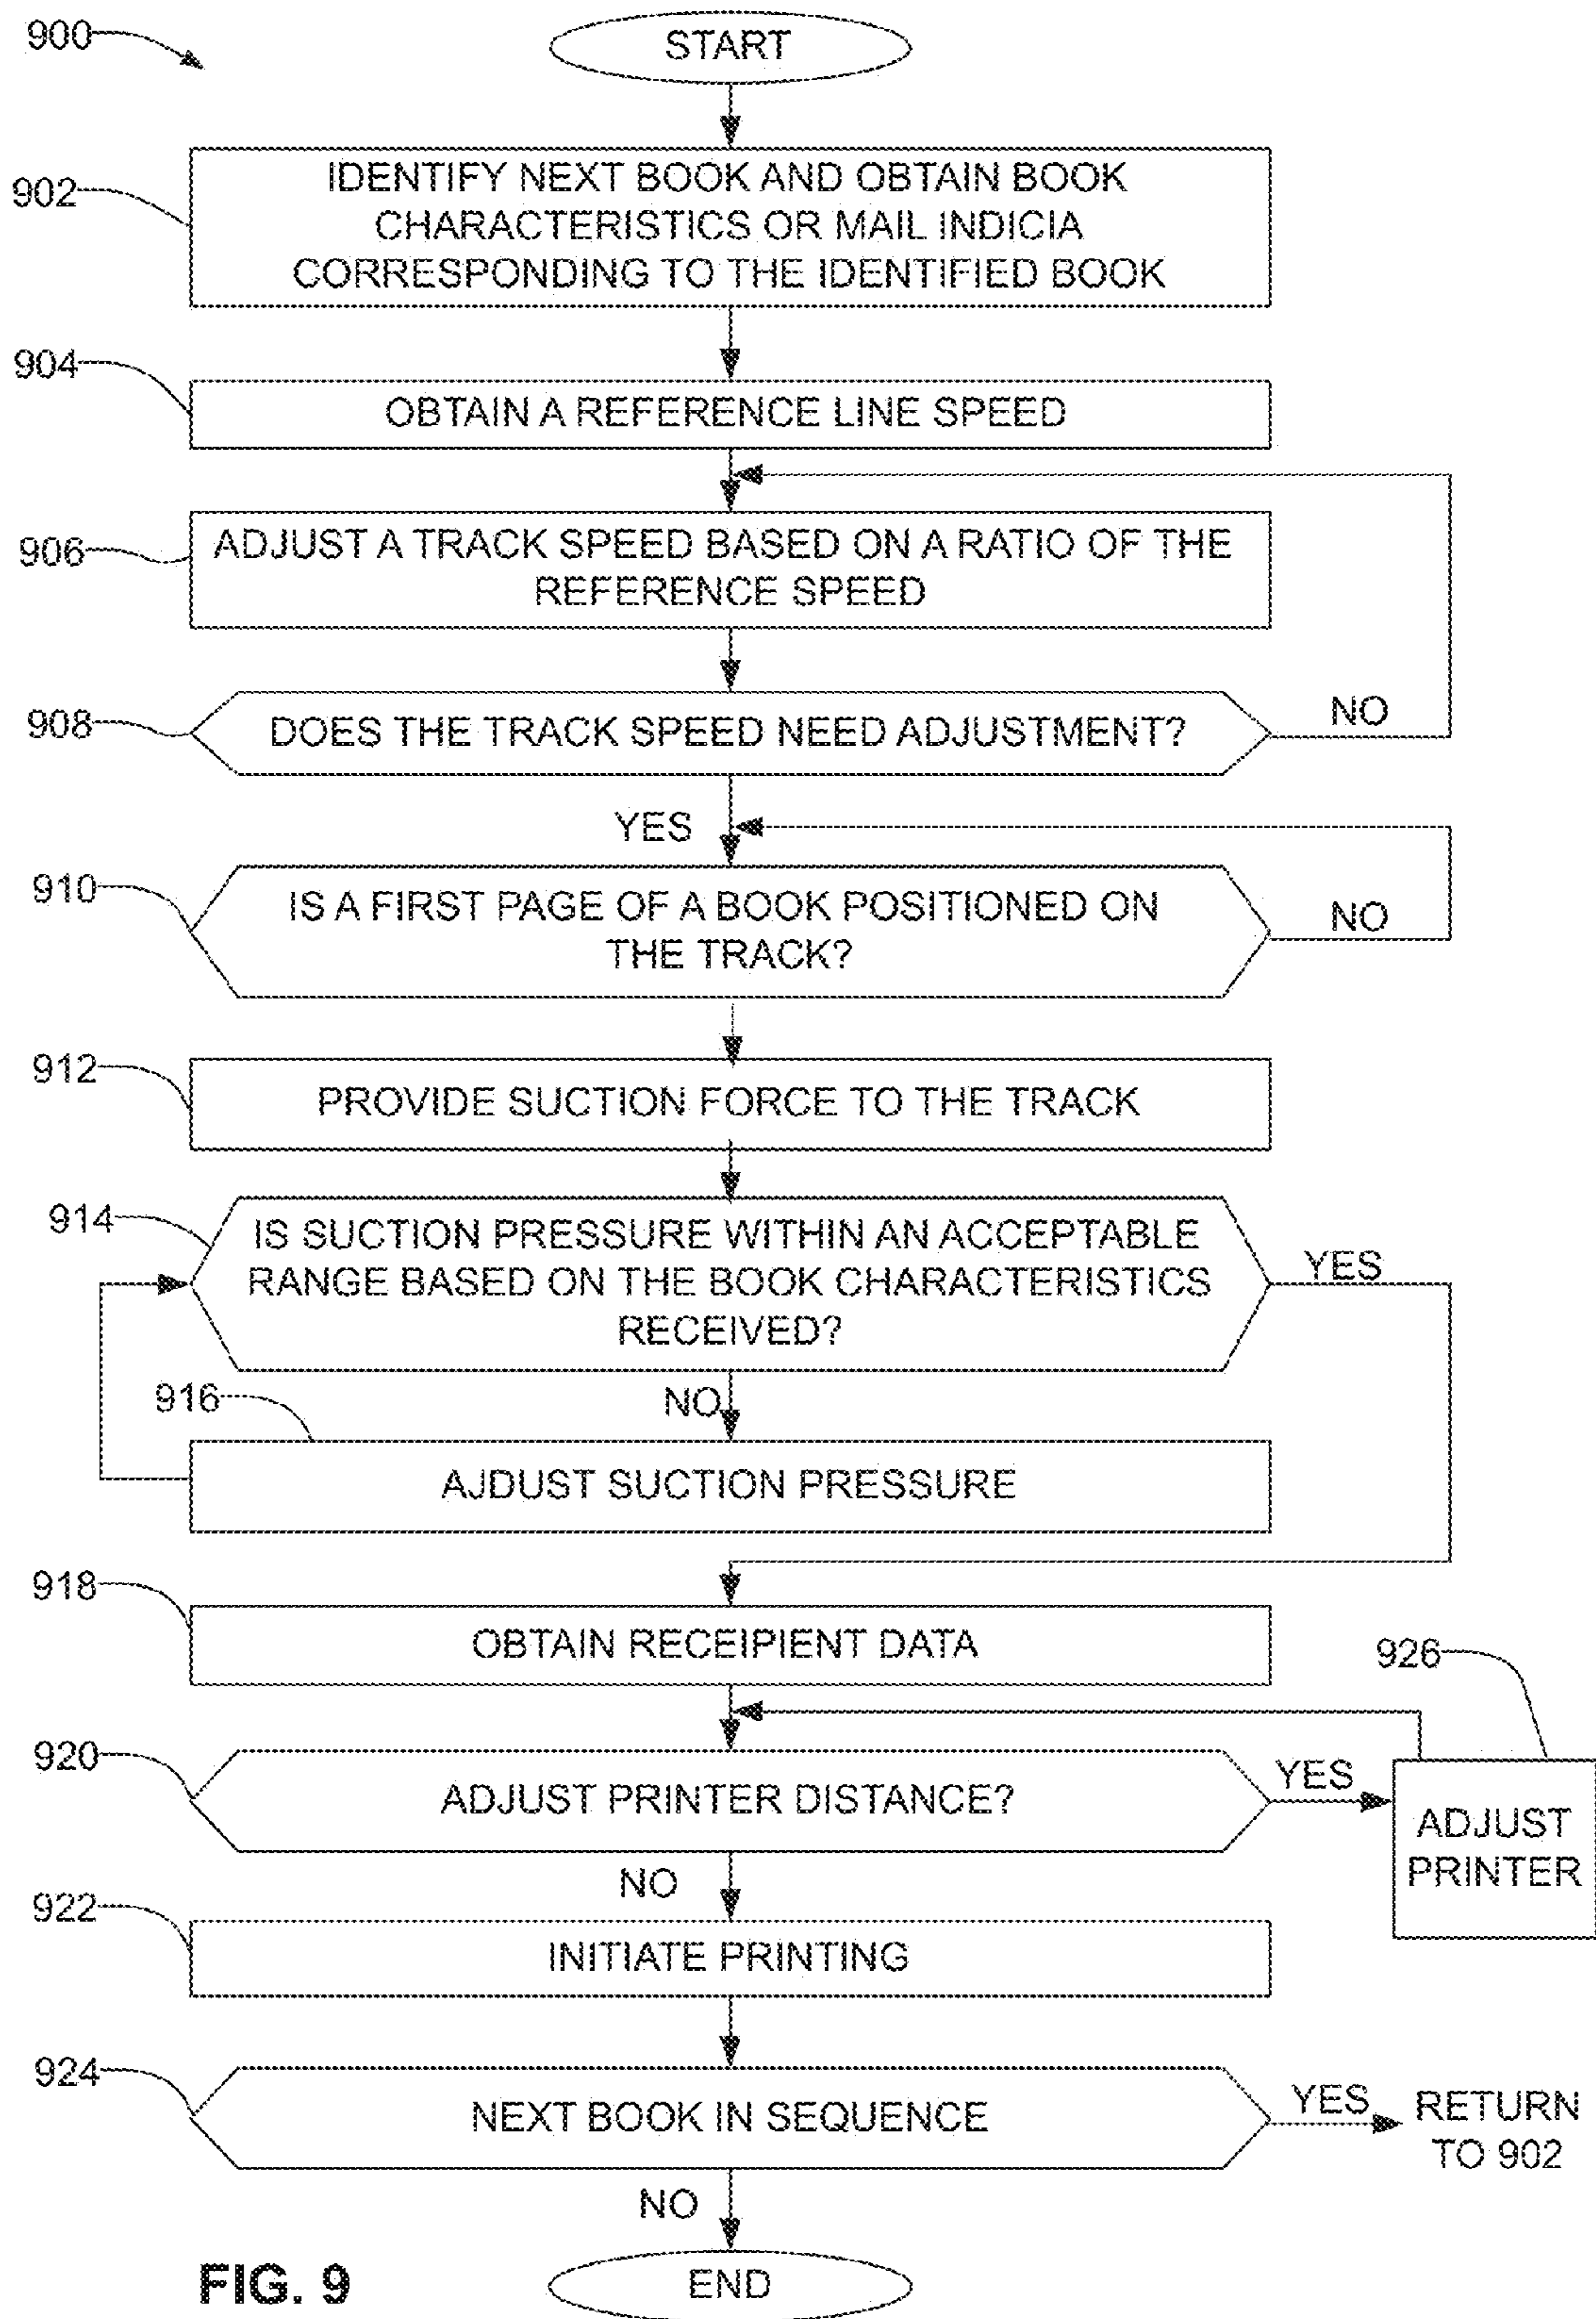 900
START
902
IDENTIFY NEXT BOOK AND OBTAIN BOOK
CHARACTERISTICS OR MAIL INDICIA
CORRESPONDING TO THE IDENTIFIED BOOK
904
OBTAIN A REFERENCE LINE SPEED
906
ADJUST A TRACK SPEED BASED ON A RATIO OF THE
REFERENCE SPEED
908
DOES THE TRACK SPEED NEED ADJUSTMENT?
NO
YES
910
IS A FIRST PAGE OF A BOOK POSITIONED ON
THE TRACK?
NO
912
PROVIDE SUCTION FORCE TO THE TRACK
914
IS SUCTION PRESSURE WITHIN AN ACCEPTABLE
RANGE BASED ON THE BOOK CHARACTERISTICS
RECEIVED?
YES
NO
916
AJDUST SUCTION PRESSURE
918
OBTAIN RECEIPIENT DATA
926
920
ADJUST PRINTER DISTANCE?
YES
ADJUST
PRINTER
NO
922
INITIATE PRINTING
924
NEXT BOOK IN SEQUENCE
YES
RETURN
TO 902
NO
END
FIG. 9